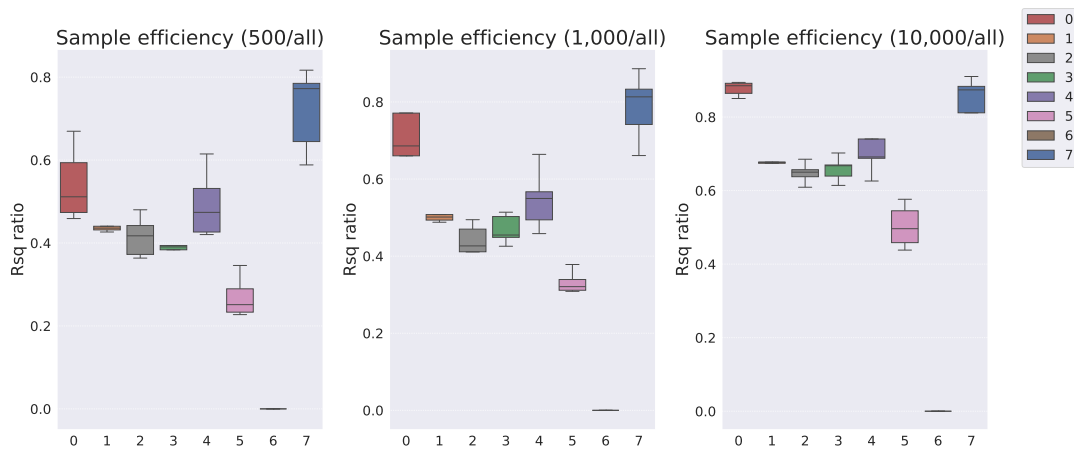 Sample efficiency (500/all)
Rsq ratio
0.8
0.6
0.4
0.2
0.0
0 1 2 3 4 5 6 7
Sample efficiency (1,000/all)
Rsq ratio
0.8
0.6
0.4
0.2
0.0
0 1 2 3 4 5 6 7
Sample efficiency (10,000/all)
Rsq ratio
0.8
0.6
0.4
0.2
0.0
0 1 2 3 4 5 6 7
0
1
2
3
4
5
6
7